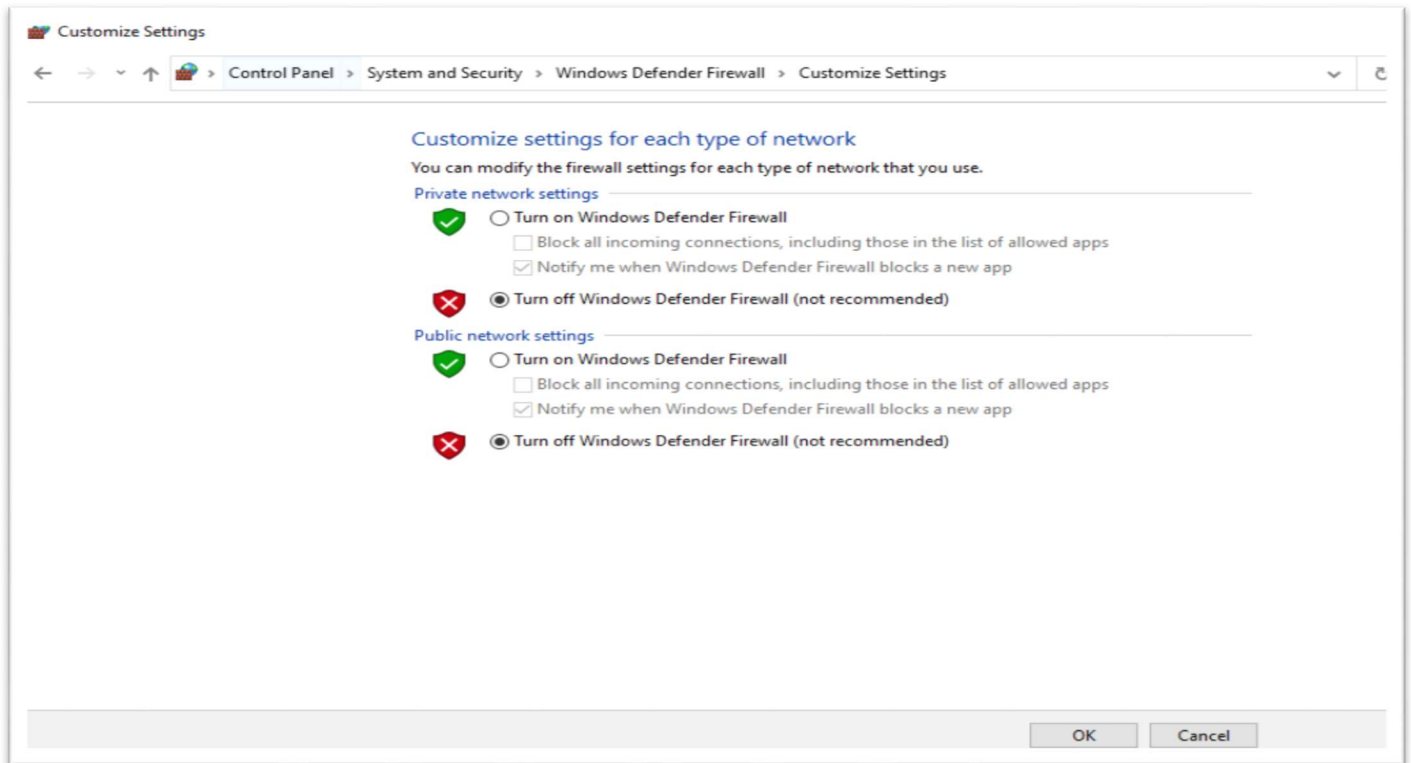 Customize Settings
Control Panel > System and Security > Windows Defender Firewall > Customize Settings
Customize settings for each type of network
You can modify the firewall settings for each type of network that you use.
Private network settings
Turn on Windows Defender Firewall
Block all incoming connections, including those in the list of allowed apps
Notify me when Windows Defender Firewall blocks a new app
Turn off Windows Defender Firewall (not recommended)
Public network settings
Turn on Windows Defender Firewall
Block all incoming connections, including those in the list of allowed apps
Notify me when Windows Defender Firewall blocks a new app
Turn off Windows Defender Firewall (not recommended)
OK Cancel